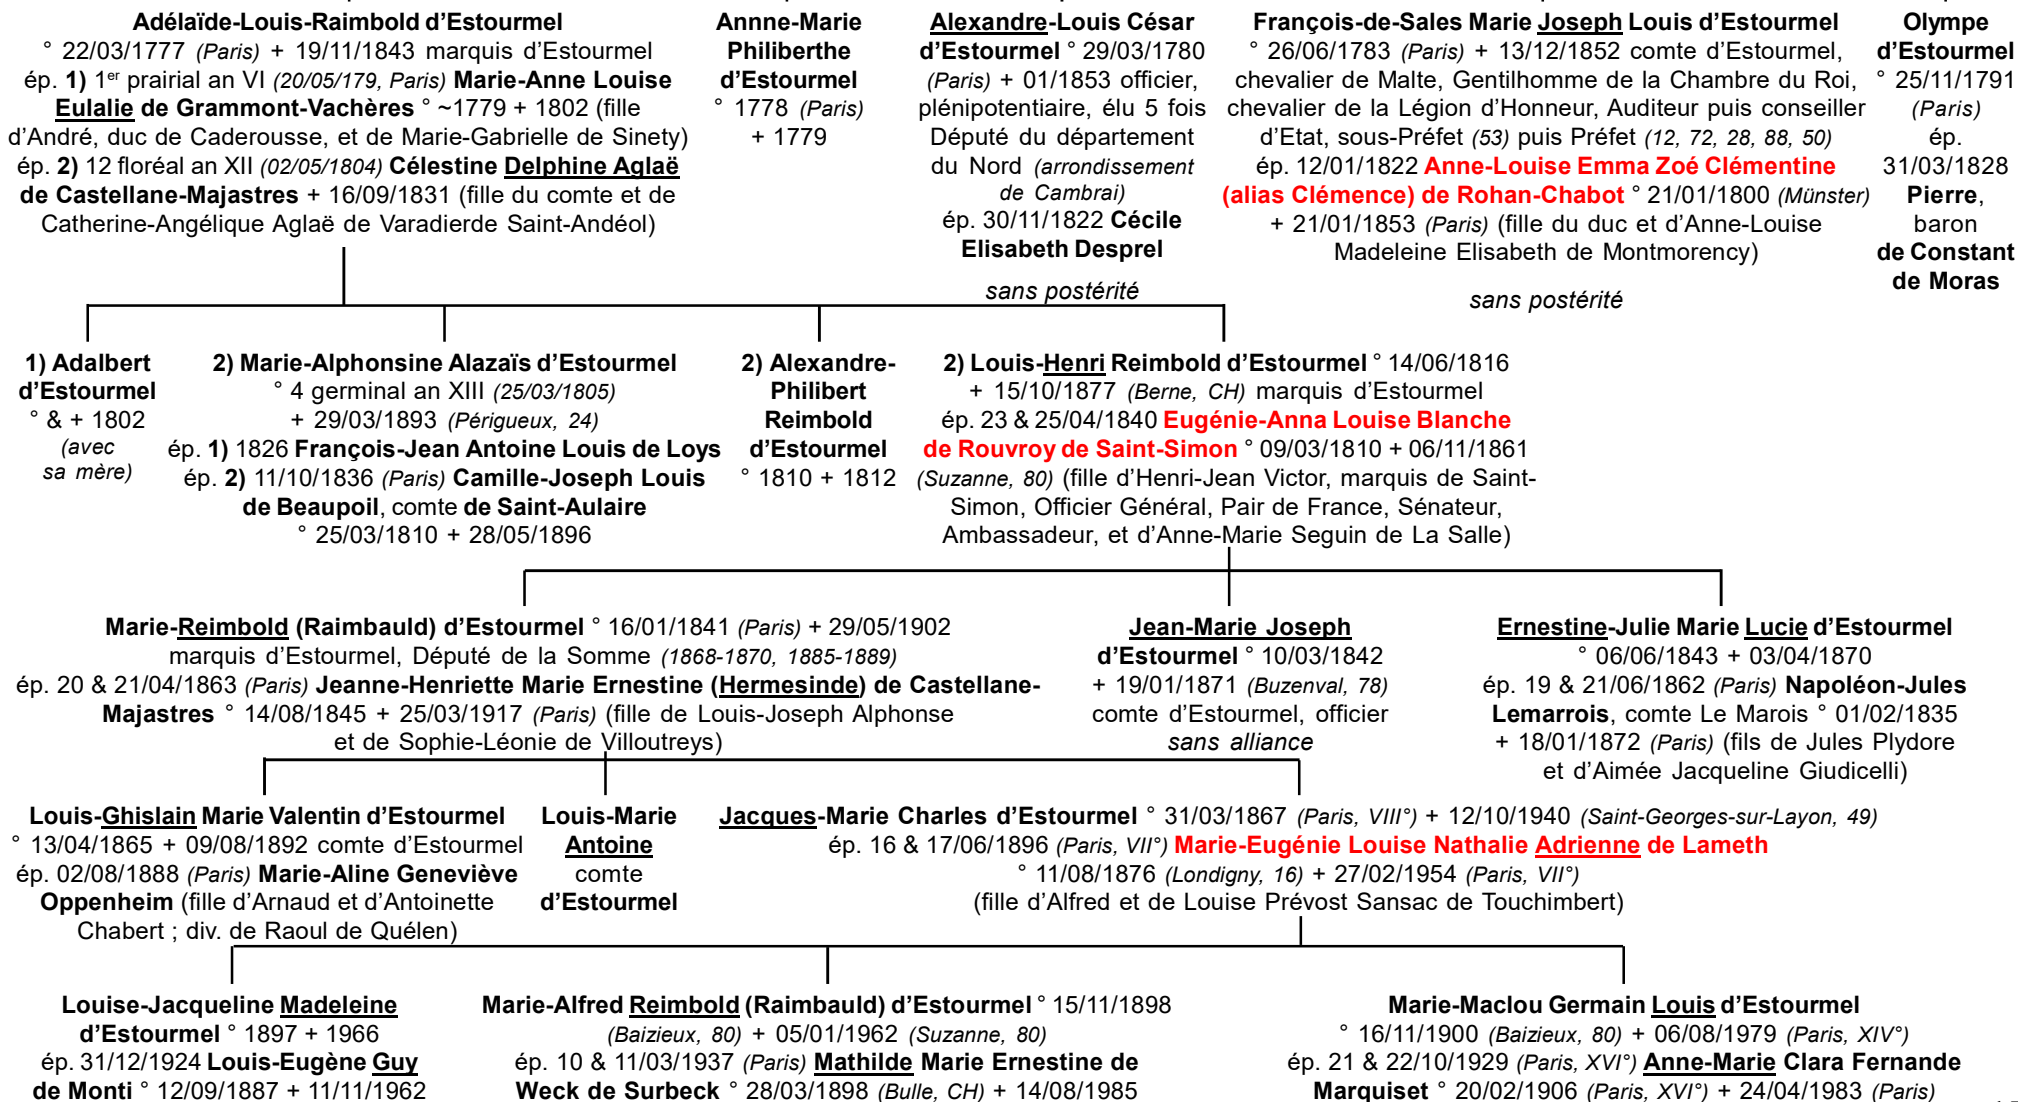 Adélaïde-Louis-Raimbold d'Estourmel
° 22/03/1777 (Paris) + 19/11/1843 marquis d'Estourmel
ép. 1) 1er prairial an VI (20/05/179, Paris) Marie-Anne Louise
Eulalie de Grammont-Vachères ° ~1779 + 1802 (fille
d'André, duc de Caderousse, et de Marie-Gabrielle de Sinety)
ép. 2) 12 floréal an XII (02/05/1804) Célestine Delphine Aglaë
de Castellane-Majastres + 16/09/1831 (fille du comte et de
Catherine-Angélique Aglaë de Varadierde Saint-Andéol)
Annne-Marie
Philiberthe
d'Estourmel
° 1778 (Paris)
+ 1779
Alexandre-Louis César
d'Estourmel ° 29/03/1780
(Paris) + 01/1853 officier,
plénipotentiaire, élu 5 fois
Député du département
du Nord (arrondissement
de Cambrai)
ép. 30/11/1822 Cécile
Elisabeth Desprel
sans postérité
François-de-Sales Marie Joseph Louis d'Estourmel
° 26/06/1783 (Paris) + 13/12/1852 comte d'Estourmel,
chevalier de Malte, Gentilhomme de la Chambre du Roi,
chevalier de la Légion d'Honneur, Auditeur puis conseiller
d'Etat, sous-Préfet (53) puis Préfet (12, 72, 28, 88, 50)
ép. 12/01/1822 Anne-Louise Emma Zoé Clémentine
(alias Clémence) de Rohan-Chabot ° 21/01/1800 (Münster)
+ 21/01/1853 (Paris) (fille du duc et d'Anne-Louise
Madeleine Elisabeth de Montmorency)
sans postérité
Olympe
d'Estourmel
° 25/11/1791
(Paris)
ép.
31/03/1828
Pierre,
baron
de Constant
de Moras
1) Adalbert
d'Estourmel
° & + 1802
(avec
sa mère)
2) Marie-Alphonsine Alazaïs d'Estourmel
° 4 germinal an XIII (25/03/1805)
+ 29/03/1893 (Périgueux, 24)
ép. 1) 1826 François-Jean Antoine Louis de Loys
ép. 2) 11/10/1836 (Paris) Camille-Joseph Louis
de Beaupoil, comte de Saint-Aulaire
° 25/03/1810 + 28/05/1896
2) Alexandre-
Philibert
Reimbold
d'Estourmel
° 1810 + 1812
2) Louis-Henri Reimbold d'Estourmel ° 14/06/1816
+ 15/10/1877 (Berne, CH) marquis d'Estourmel
ép. 23 & 25/04/1840 Eugénie-Anna Louise Blanche
de Rouvroy de Saint-Simon ° 09/03/1810 + 06/11/1861
(Suzanne, 80) (fille d'Henri-Jean Victor, marquis de Saint-
Simon, Officier Général, Pair de France, Sénateur,
Ambassadeur, et d'Anne-Marie Seguin de La Salle)
Marie-Reimbold (Raimbauld) d'Estourmel ° 16/01/1841 (Paris) + 29/05/1902
marquis d'Estourmel, Député de la Somme (1868-1870, 1885-1889)
ép. 20 & 21/04/1863 (Paris) Jeanne-Henriette Marie Ernestine (Hermesinde) de Castellane-
Majastres ° 14/08/1845 + 25/03/1917 (Paris) (fille de Louis-Joseph Alphonse
et de Sophie-Léonie de Villoutreys)
Jean-Marie Joseph
d'Estourmel ° 10/03/1842
+ 19/01/1871 (Buzenval, 78)
comte d'Estourmel, officier
sans alliance
Ernestine-Julie Marie Lucie d'Estourmel
° 06/06/1843 + 03/04/1870
ép. 19 & 21/06/1862 (Paris) Napoléon-Jules
Lemarrois, comte Le Marois ° 01/02/1835
+ 18/01/1872 (Paris) (fils de Jules Plydore
et d'Aimée Jacqueline Giudicelli)
Louis-Ghislain Marie Valentin d'Estourmel
° 13/04/1865 + 09/08/1892 comte d'Estourmel
ép. 02/08/1888 (Paris) Marie-Aline Geneviève
Oppenheim (fille d'Arnaud et d'Antoinette
Chabert ; div. de Raoul de Quélen)
Louis-Marie
Antoine
comte
d'Estourmel
Jacques-Marie Charles d'Estourmel ° 31/03/1867 (Paris, VIII°) + 12/10/1940 (Saint-Georges-sur-Layon, 49)
ép. 16 & 17/06/1896 (Paris, VII°) Marie-Eugénie Louise Nathalie Adrienne de Lameth
° 11/08/1876 (Londigny, 16) + 27/02/1954 (Paris, VII°)
(fille d'Alfred et de Louise Prévost Sansac de Touchimbert)
Louise-Jacqueline Madeleine
d'Estourmel ° 1897 + 1966
ép. 31/12/1924 Louis-Eugène Guy
de Monti ° 12/09/1887 + 11/11/1962
Marie-Alfred Reimbold (Raimbauld) d'Estourmel ° 15/11/1898
(Baizieux, 80) + 05/01/1962 (Suzanne, 80)
ép. 10 & 11/03/1937 (Paris) Mathilde Marie Ernestine de
Weck de Surbeck ° 28/03/1898 (Bulle, CH) + 14/08/1985
Marie-Maclou Germain Louis d'Estourmel
° 16/11/1900 (Baizieux, 80) + 06/08/1979 (Paris, XIV°)
ép. 21 & 22/10/1929 (Paris, XVI°) Anne-Marie Clara Fernande
Marquiset ° 20/02/1906 (Paris, XVI°) + 24/04/1983 (Paris)